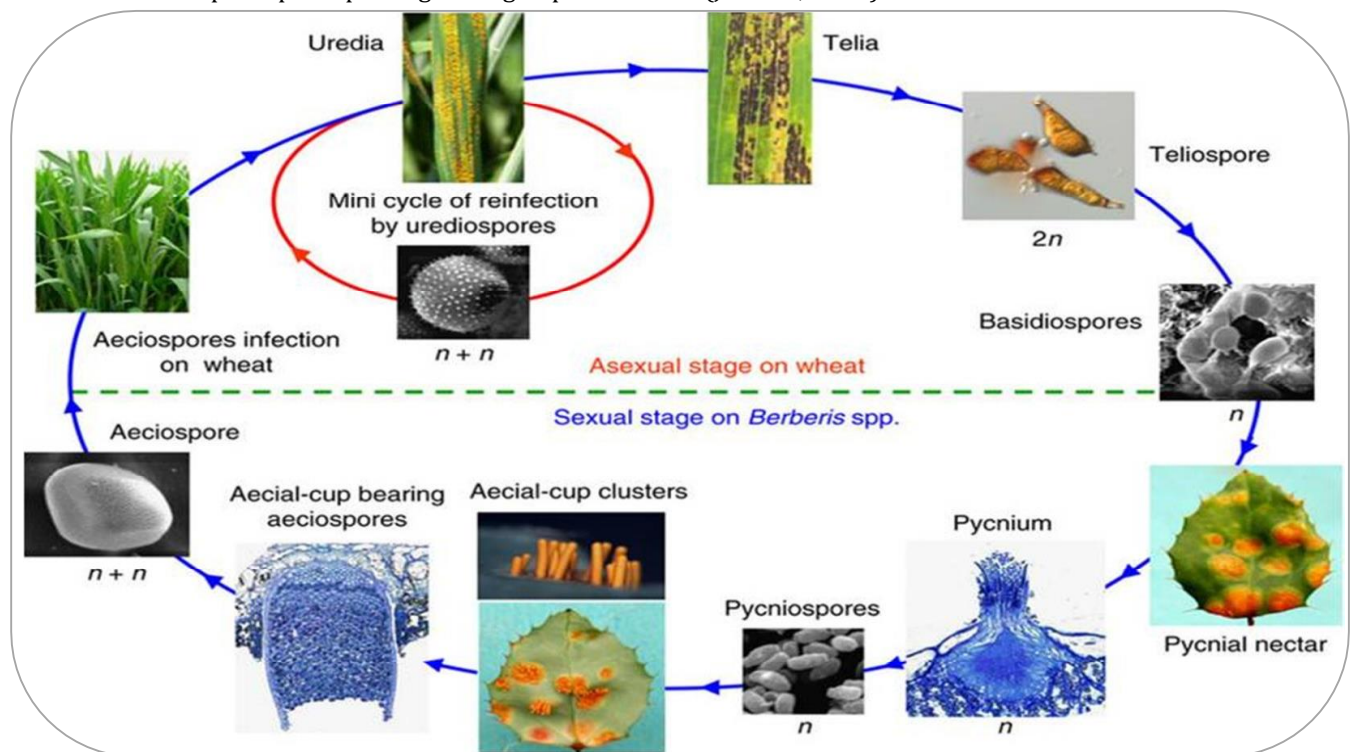 Uredia
Telia
Teliospore
2n
Mini cycle of reinfection
by urediospores
n + n
Basidiospores
n
Aeciospores infection
on wheat
Asexual stage on wheat
Sexual stage on Berberis spp.
Aeciospore
n + n
Aecial-cup bearing
aeciospores
Aecial-cup clusters
Pycniospores
n
Pycnium
n
Pycnial nectar